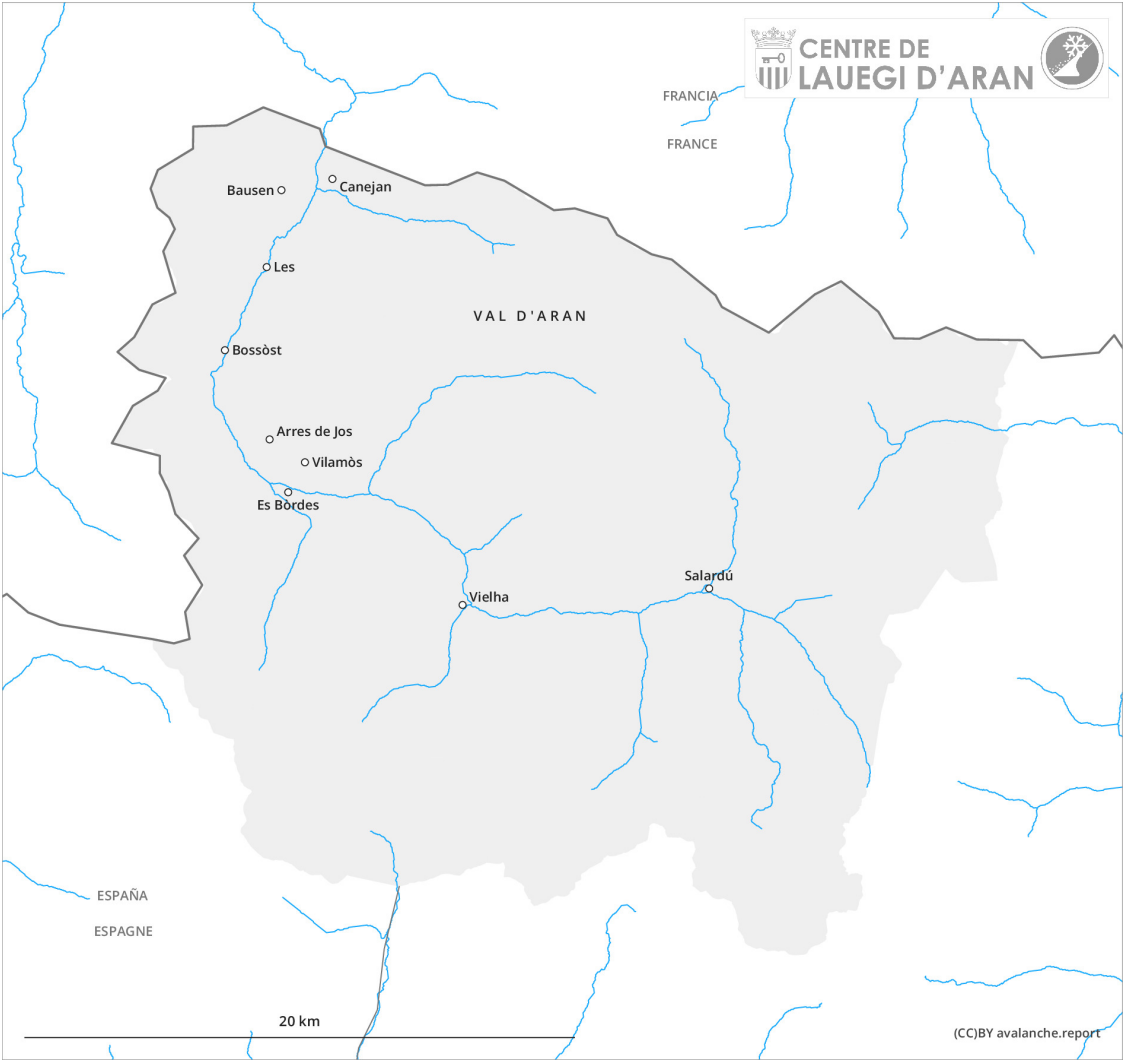 CENTRE DE
LAUEGI D'ARAN
FRANCIA
FRANCE
Bausen
Canejan
Les
VAL D'ARAN
Bossòst
Arres de Jos
Vilamòs
Es Bòrdes
Salardú
Vielha
ESPAÑA
ESPAGNE
20 km
(CC)BY avalanche.report